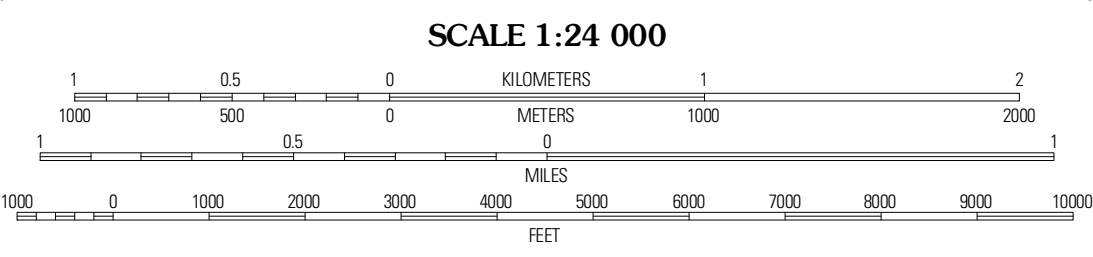 SCALE 1:24 000
1 0.5 0 KILOMETERS 1 2
1000 500 0 METERS 1000 2000
1 0.5 0 1
MILES
1000 0 1000 2000 3000 4000 5000 6000 7000 8000 9000 10000
FEET